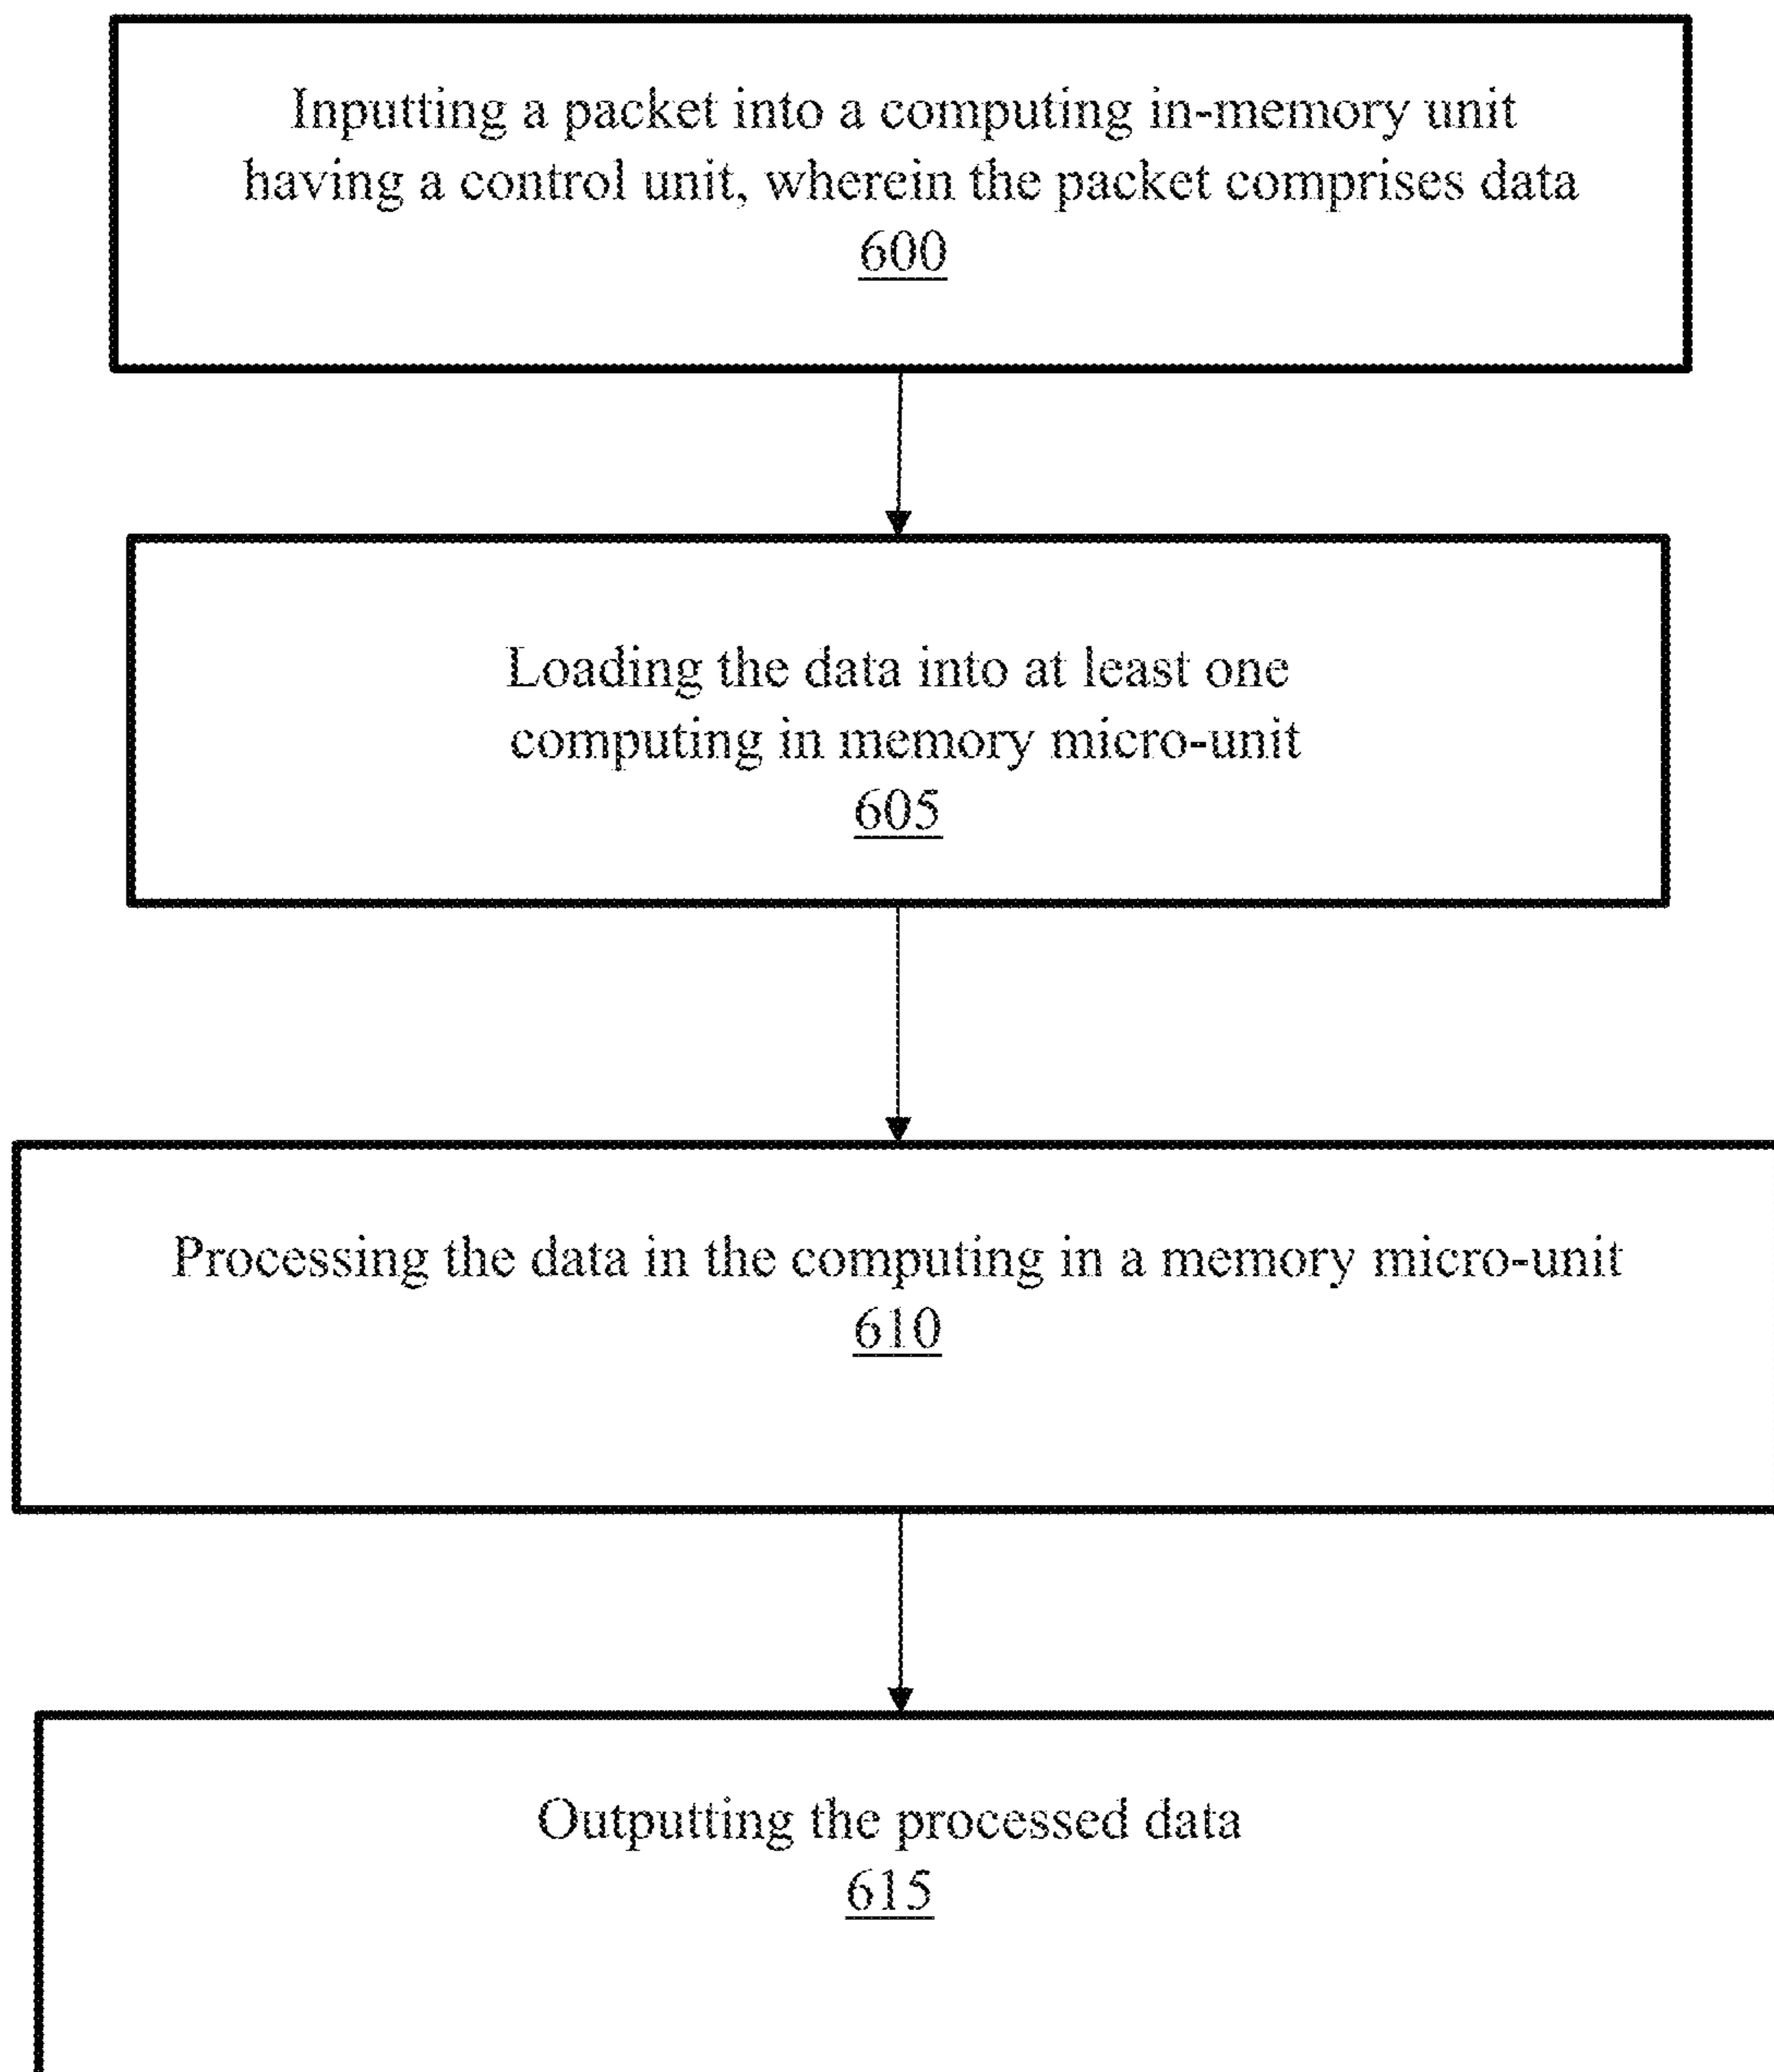 Inputting a packet into a computing in-memory unit
having a control unit, wherein the packet comprises data
600
Loading the data into at least one
computing in memory micro-unit
605
Processing the data in the computing in a memory micro-unit
610
Outputting the processed data
615